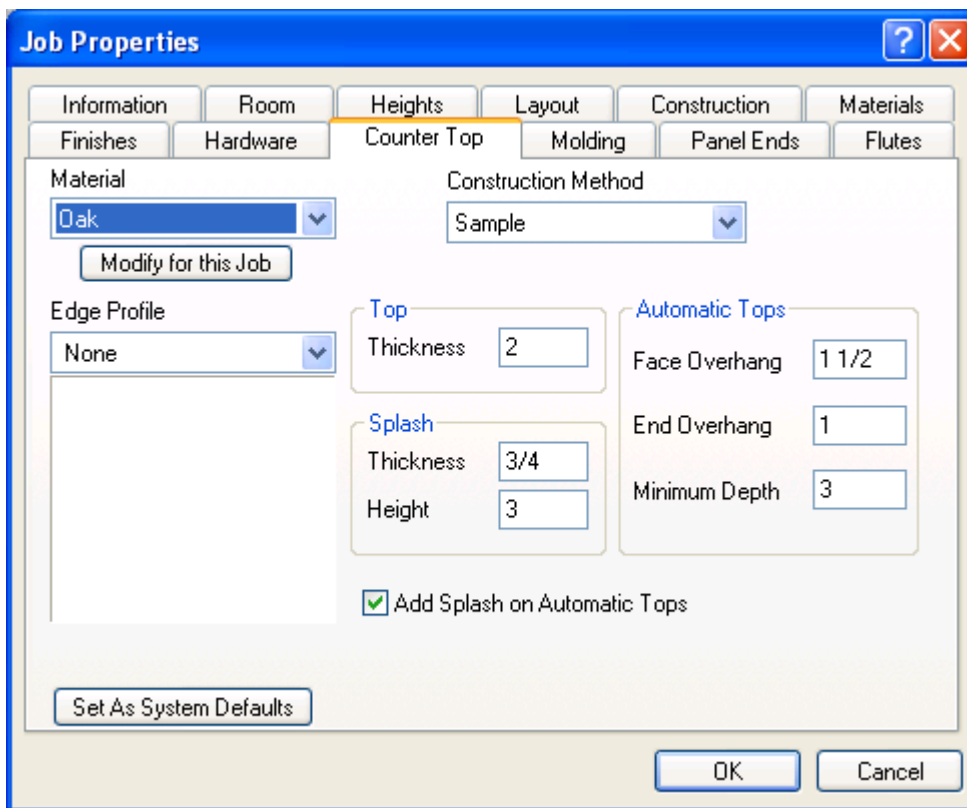 Job Properties
Information Room Heights Layout Construction Materials
Finishes Hardware Counter Top Molding Panel Ends Flutes
Material Construction Method
Oak Sample
Modify for this Job
Edge Profile Top Automatic Tops
None Thickness 2 Face Overhang 1 1/2
Splash End Overhang 1
Thickness 3/4
Height 3 Minimum Depth 3
Add Splash on Automatic Tops
Set As System Defaults
OK Cancel